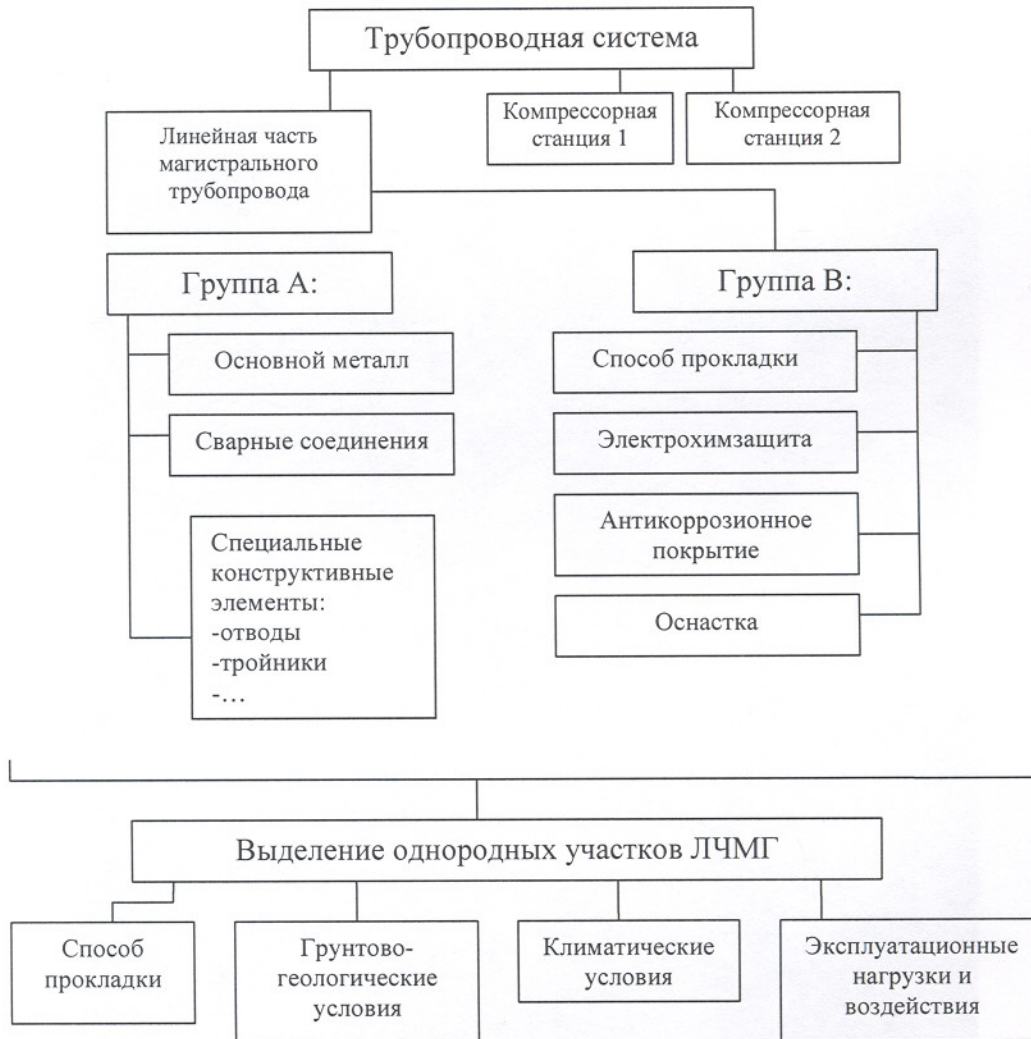 Трубопроводная система
Компрессорная
станция 1
Компрессорная
станция 2
Линейная часть
магистрального
трубопровода
Группа А:
Группа В:
Основной металл
Сварные соединения
Специальные
конструктивные
элементы:
-отводы
-тройники
-…
Способ прокладки
Электрохимзащита
Антикоррозионное
покрытие
Оснастка
Выделение однородных участков ЛЧМГ
Способ
прокладки
Грунтово-
геологические
условия
Климатические
условия
Эксплуатационные
нагрузки и
воздействия